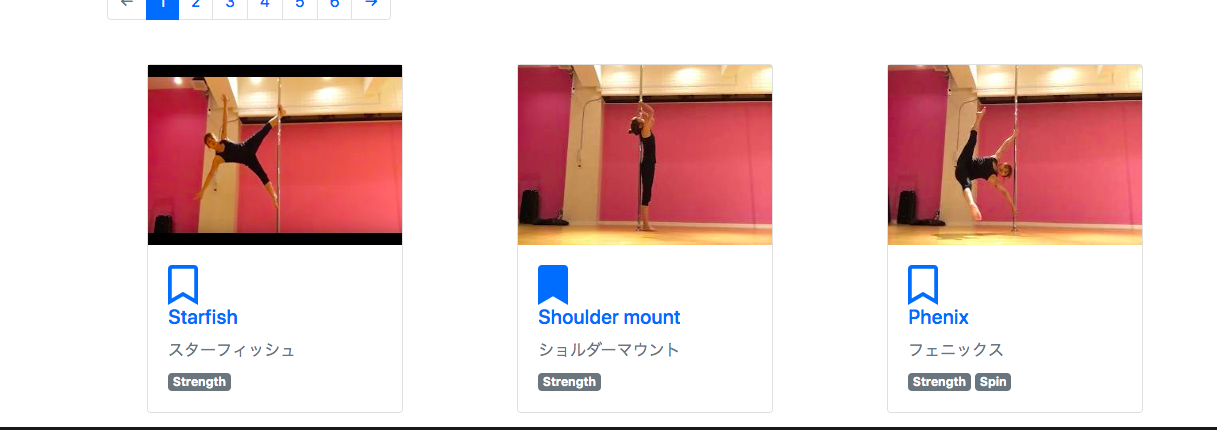 ← 1 2 3 4 5 6 →
Starfish
スターフィッシュ
Strength
Shoulder mount
ショルダーマウント
Strength
Phenix
フェニックス
Strength Spin